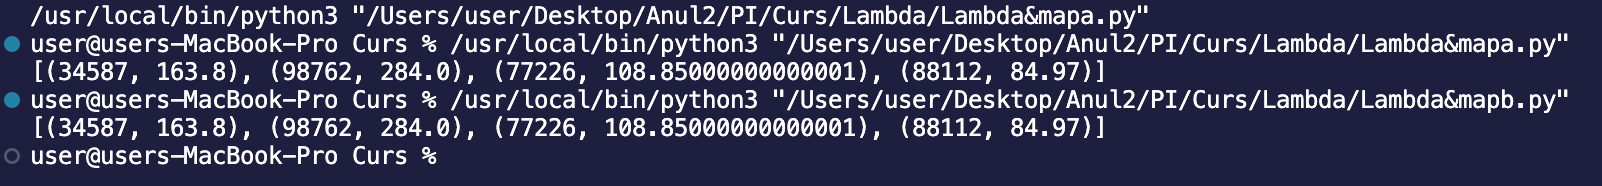 /usr/local/bin/python3 "/Users/user/Desktop/Anul2/PI/Curs/Lambda/Lambda&mapa.py"
user@users-MacBook-Pro Curs % /usr/local/bin/python3 "/Users/user/Desktop/Anul2/PI/Curs/Lambda/Lambda&mapa.py"
[(34587, 163.8), (98762, 284.0), (77226, 108.85000000000001), (88112, 84.97)]
user@users-MacBook-Pro Curs % /usr/local/bin/python3 "/Users/user/Desktop/Anul2/PI/Curs/Lambda/Lambda&mapb.py"
[(34587, 163.8), (98762, 284.0), (77226, 108.85000000000001), (88112, 84.97)]
user@users-MacBook-Pro Curs %